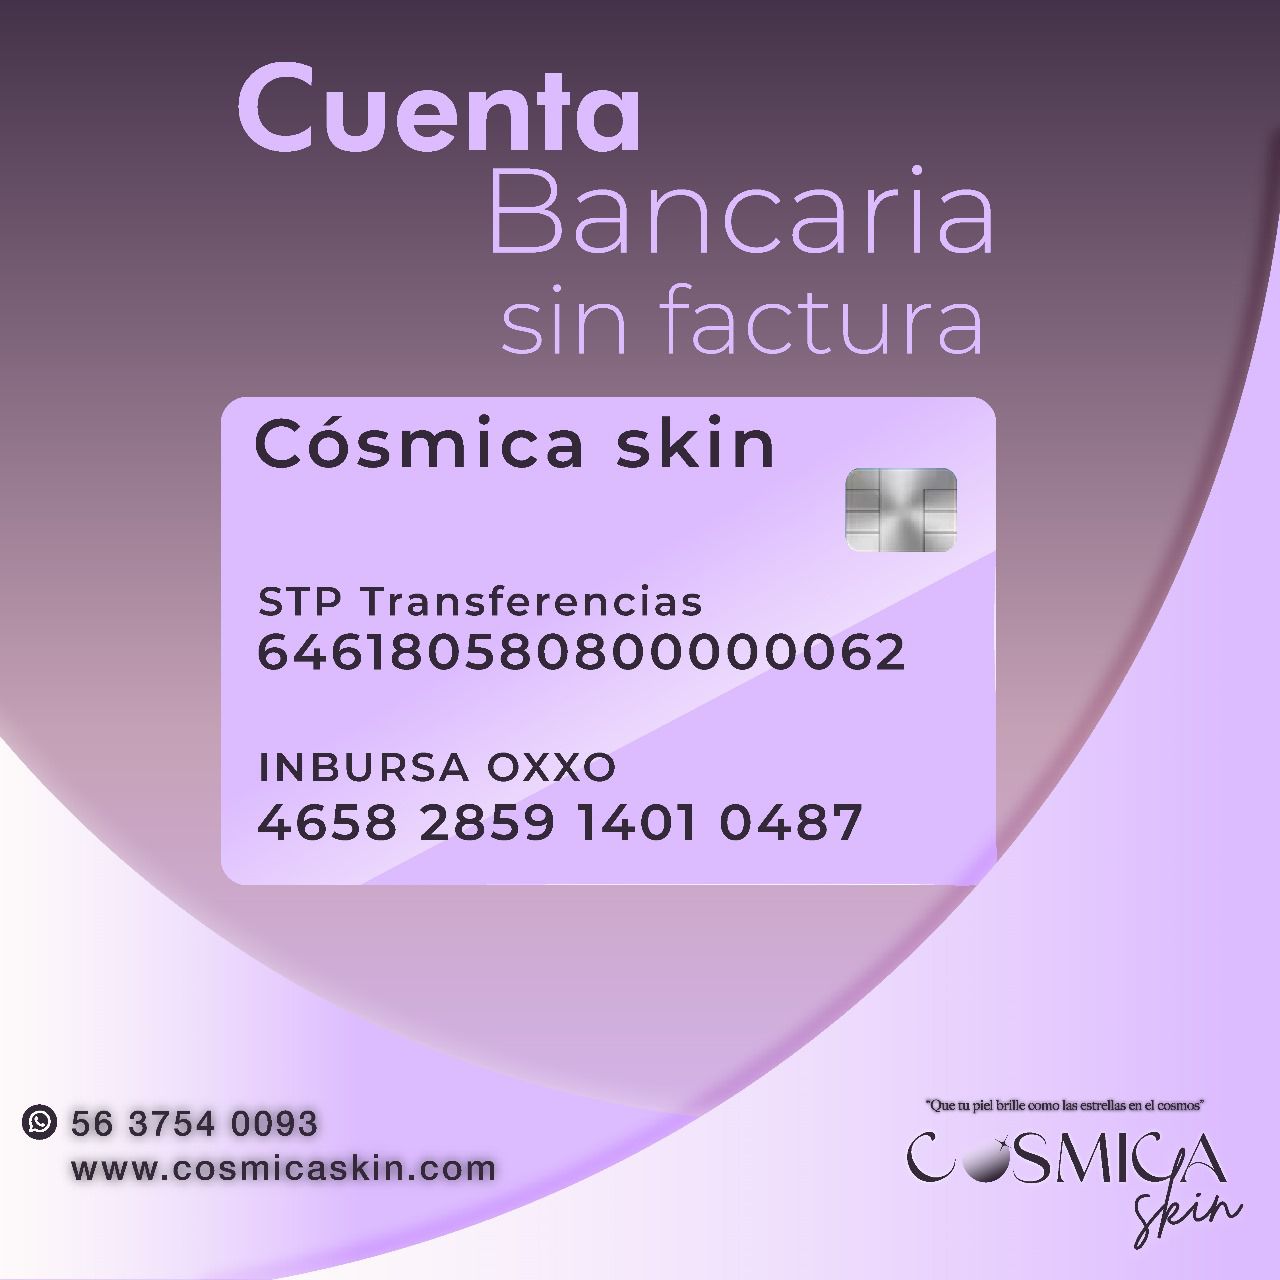 Cuenta
Bancaria
sin factura
Cósmica skin
STP Transferencias
646180580800000062
INBURSA OXXO
4658 2859 1401 0487
56 3754 0093
www.cosmicaskin.com
“Que tu piel brille como las estrellas en el cosmos”
COSMICA
skin